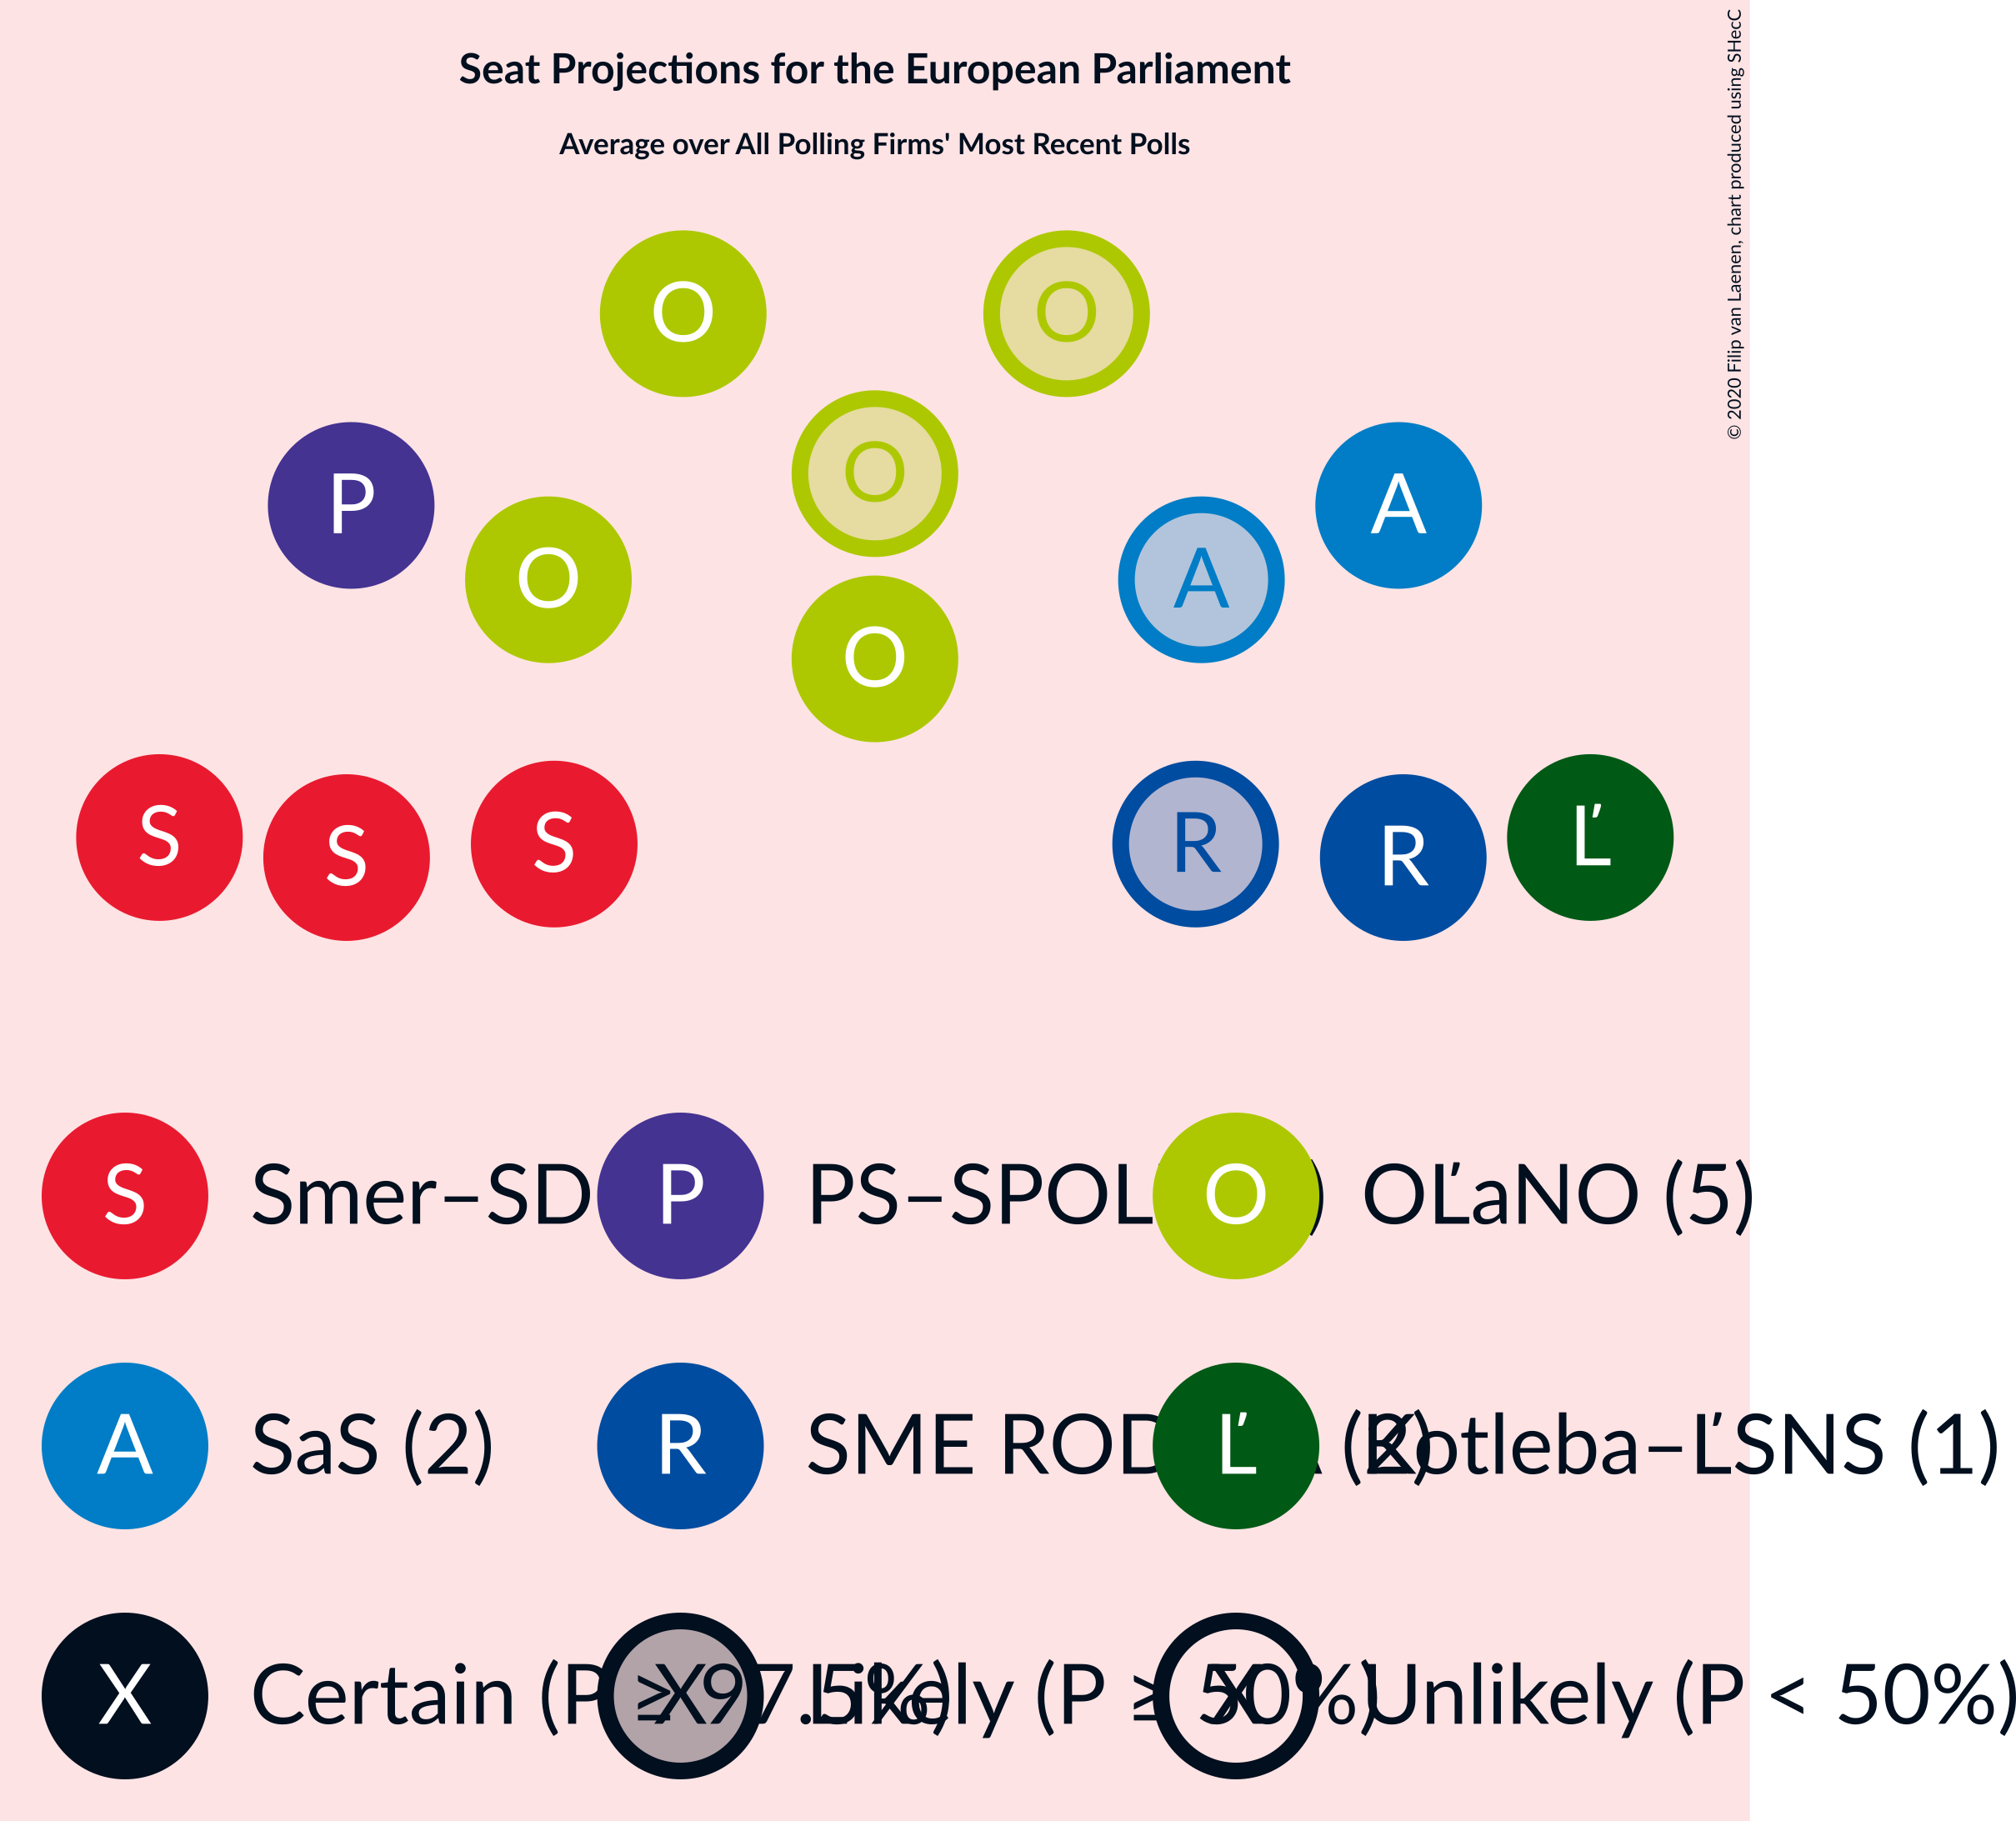 Seat Projections for the European Parliament
Average over All Polling Firms' Most Recent Polls
© 2020 Filip van Laenen, chart produced using SHecC
O O
O
P A
O A
O
S S S R R Ľ
S Smer–SD P PS–SPOL O ) OĽaNO (5)
A SaS (2) R SME ROD Ľ Kotleba–ĽSNS (1)
X Certain (P ≥ 97.5%) X Likely (P ≥ 50%) X Unlikely (P < 50%)